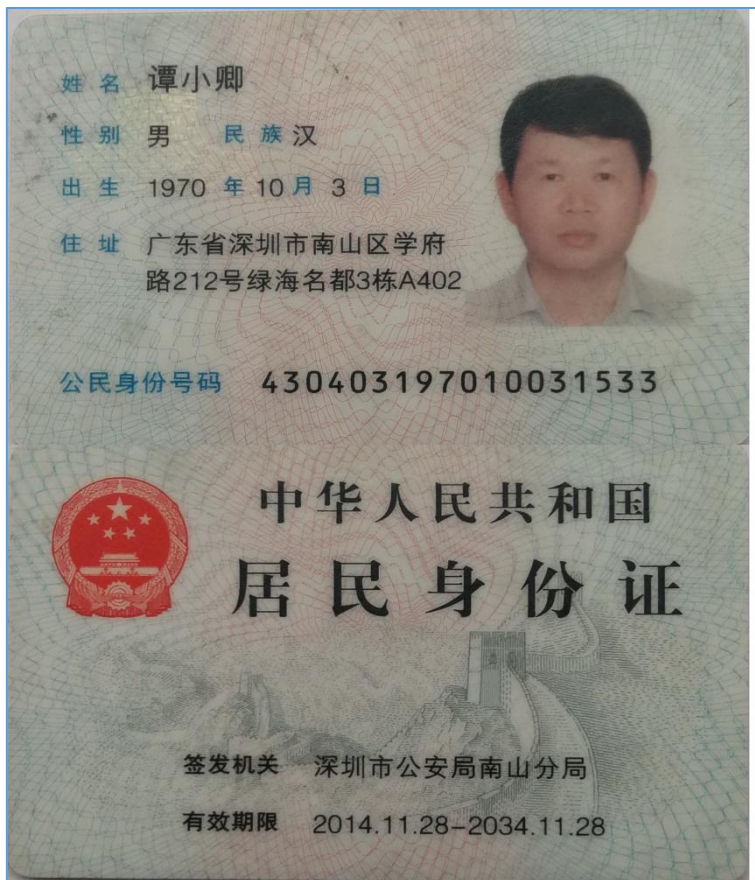 姓名 谭小卿
性别 男 民族 汉
出生 1970 年 10 月 3 日
住址 广东省深圳市南山区学府
路212号绿海名都3栋A402
公民身份号码 430403197010031533
中华人民共和国
居民身份证
签发机关 深圳市公安局南山分局
有效期限 2014.11.28-2034.11.28